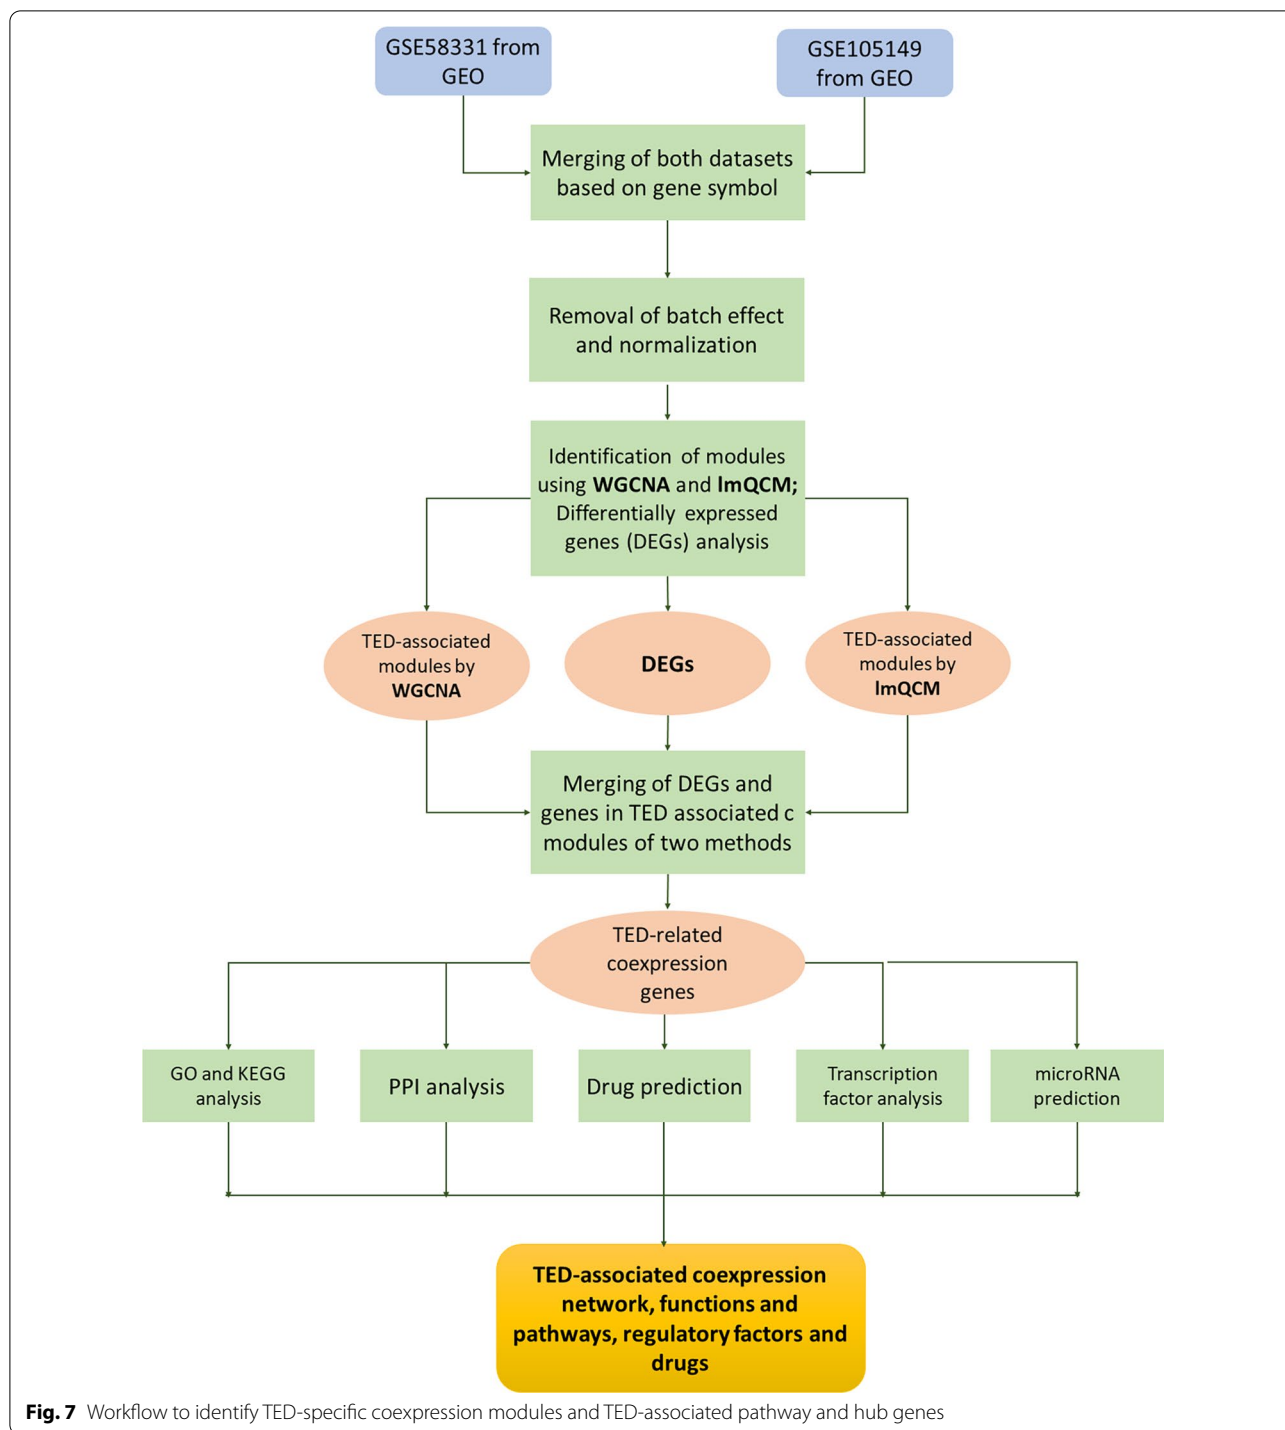 GSE58331 from
GEO
GSE105149
from GEO
Merging of both datasets
based on gene symbol
Removal of batch effect
and normalization
Identification of modules
using WGCNA and lmQCM;
Differentially expressed
genes (DEGs) analysis
TED-associated
modules by
WGCNA
DEGs
TED-associated
modules by
lmQCM
Merging of DEGs and
genes in TED associated c
modules of two methods
TED-related
coexpression
genes
GO and KEGG
analysis
PPI analysis
Drug prediction
Transcription
factor analysis
microRNA
prediction
TED-associated coexpression
network, functions and
pathways, regulatory factors and
drugs
Fig. 7 Workflow to identify TED-specific coexpression modules and TED-associated pathway and hub genes